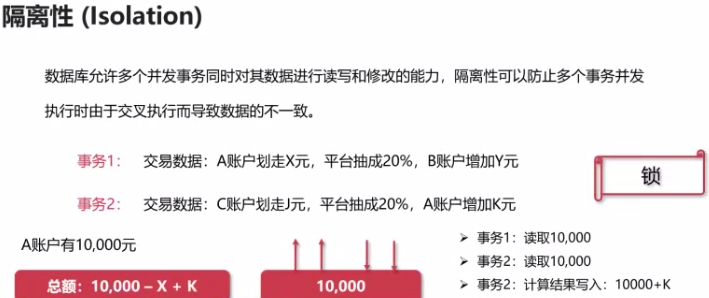 隔离性 (Isolation)
数据库允许多个并发事务同时对其数据进行读写和修改的能力，隔离性可以防止多个事务并发
执行时由于交叉执行而导致数据的不一致。
事务1： 交易数据：A账户划走X元，平台抽成20%，B账户增加Y元
锁
事务2： 交易数据：C账户划走J元，平台抽成20%，A账户增加K元
A账户有10,000元
总额：10,000 – X + K
10,000
➢ 事务1：读取10,000
➢ 事务2：读取10,000
➢ 事务2：计算结果写入：10000+K